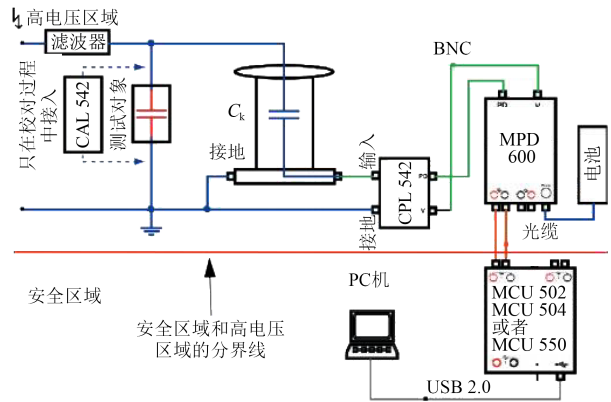 高电压区域
滤波器
BNC
只在校对过程
中接入
CAL 542
测试对象
Ck
接地
输入
接地
CPL 542
PD
V
PD
V
MPD
600
电池
光缆
安全区域
安全区域和高电压
区域的分界线
PC机
MCU 502
MCU 504
或者
MCU 550
USB 2.0